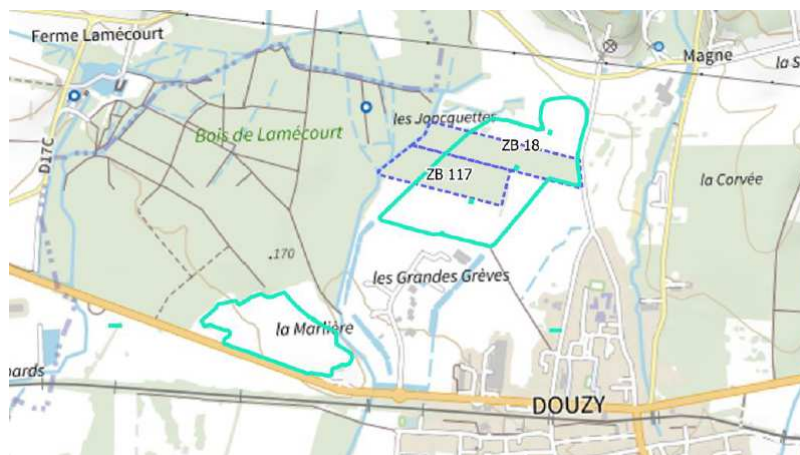 Ferme Lamécourt
Magne
la S
les Joncquettes
Bois de Lamécourt
ZB 18
D17C
ZB 117
la Corvée
.170
les Grandes Grèves
la Marlière
ards
DOUZY